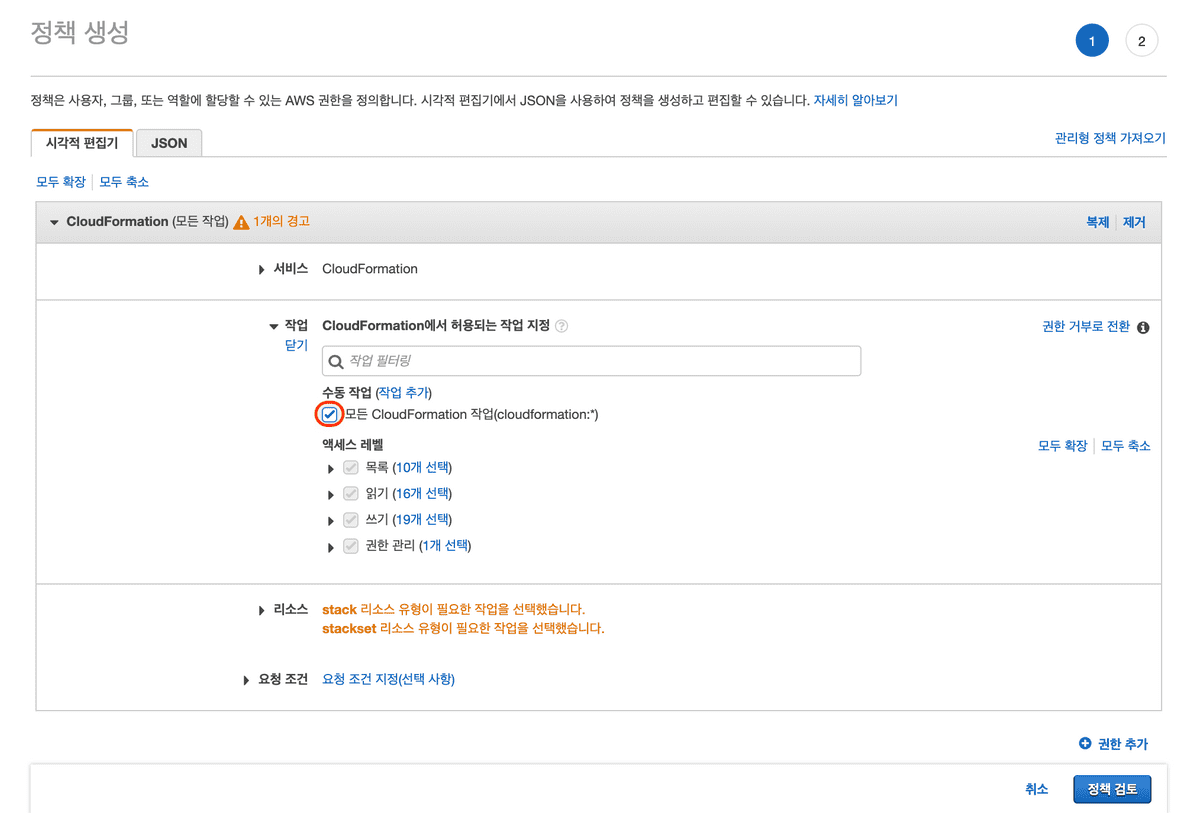 정책 생성
1
2
정책은 사용자, 그룹, 또는 역할에 할당할 수 있는 AWS 권한을 정의합니다. 시각적 편집기에서 JSON을 사용하여 정책을 생성하고 편집할 수 있습니다. 자세히 알아보기
시각적 편집기 JSON 관리형 정책 가져오기
모두 확장 모두 축소
CloudFormation (모든 작업) 1개의 경고 복제 제거
서비스 CloudFormation
작업 CloudFormation에서 허용되는 작업 지정 ? 권한 거부로 전환 i
닫기
작업 필터링
수동 작업 (작업 추가)
모든 CloudFormation 작업(cloudformation:*)
액세스 레벨 모두 확장 모두 축소
목록 (10개 선택)
읽기 (16개 선택)
쓰기 (19개 선택)
권한 관리 (1개 선택)
리소스 stack 리소스 유형이 필요한 작업을 선택했습니다.
stackset 리소스 유형이 필요한 작업을 선택했습니다.
요청 조건 요청 조건 지정(선택 사항)
권한 추가
취소 정책 검토